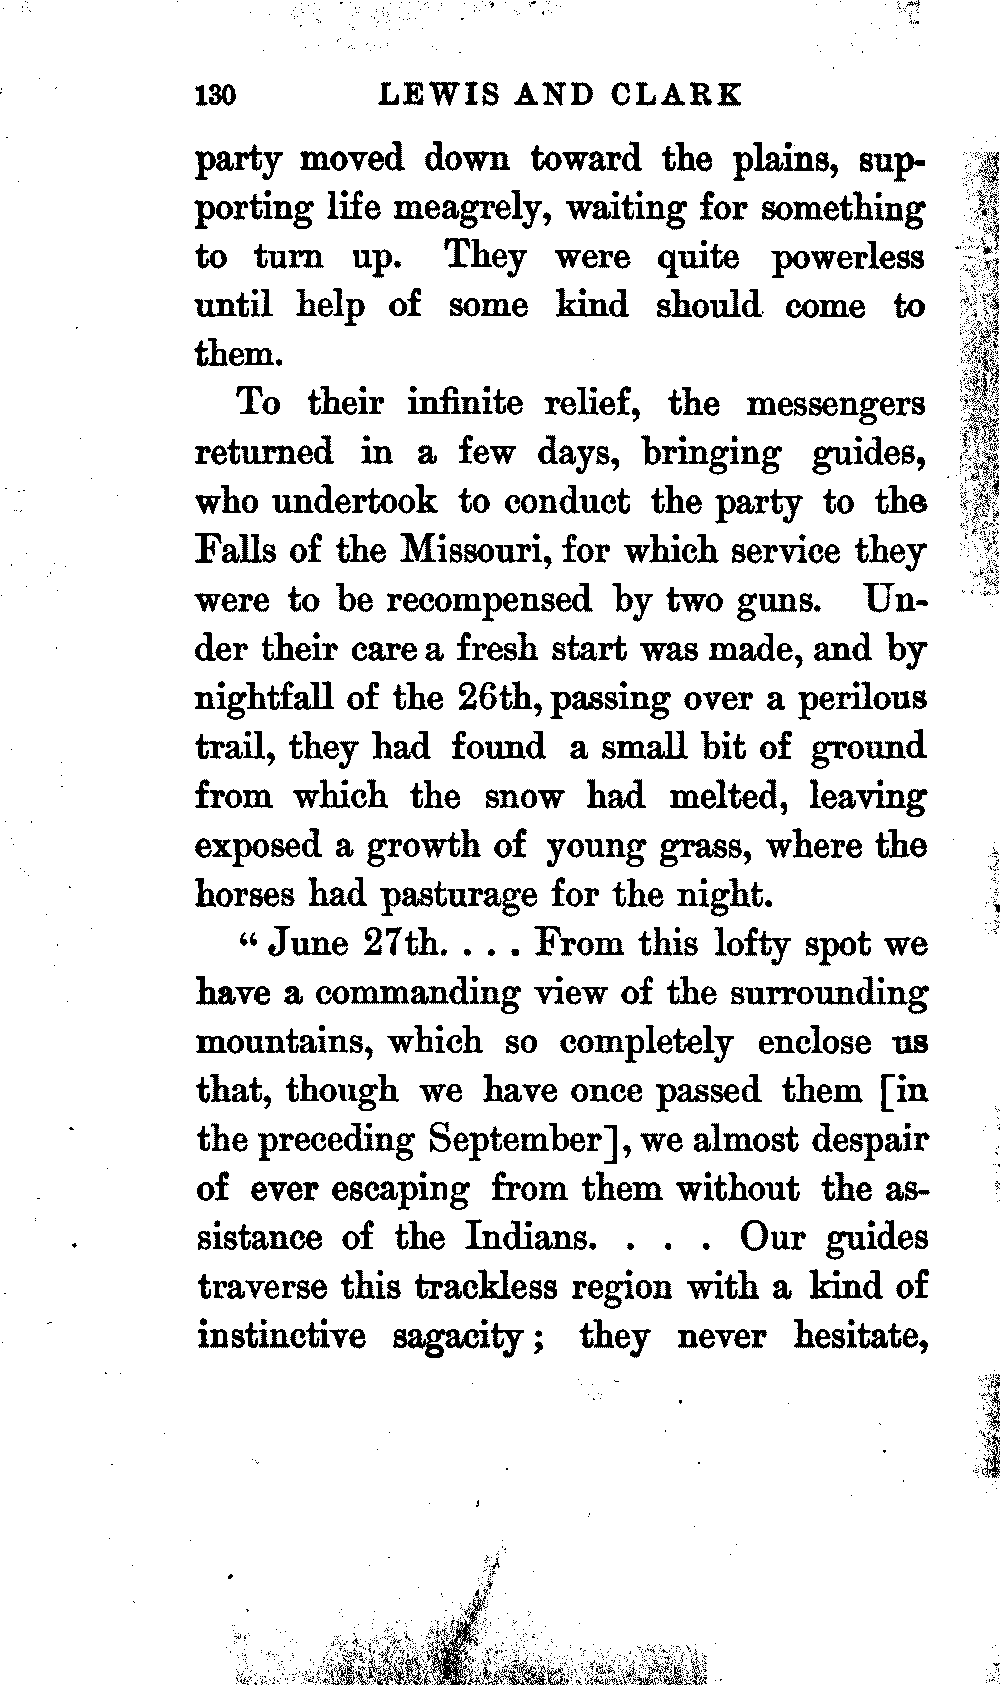 130 LEWIS AND CLARK
party moved down toward the plains, sup-
porting life meagrely, waiting for something
to turn up. They were quite powerless
until help of some kind should come to
them.
To their infinite relief, the messengers
returned in a few days, bringing guides,
who undertook to conduct the party to the
Falls of the Missouri, for which service they
were to be recompensed by two guns. Un-
der their care a fresh start was made, and by
nightfall of the 26th, passing over a perilous
trail, they had found a small bit of ground
from which the snow had melted, leaving
exposed a growth of young grass, where the
horses had pasturage for the night.
“ June 27th. . . . From this lofty spot we
have a commanding view of the surrounding
mountains, which so completely enclose us
that, though we have once passed them [in
the preceding September], we almost despair
of ever escaping from them without the as-
sistance of the Indians. . . . . Our guides
traverse this trackless region with a kind of
instinctive sagacity ; they never hesitate,